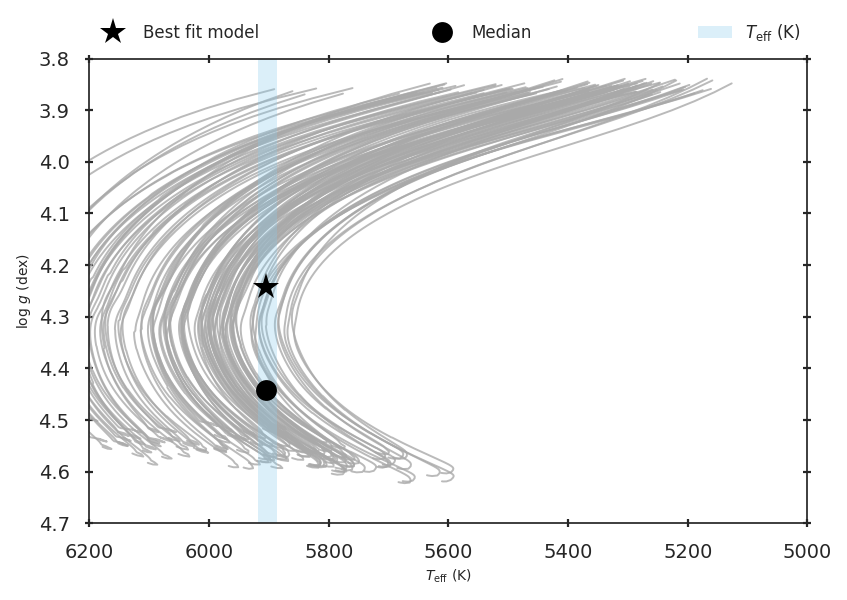 Best fit model Median T_eff (K)
3.8
3.9
4.0
4.1
4.2
4.3
4.4
4.5
4.6
4.7
log g (dex)
6200 6000 5800 5600 5400 5200 5000
T_eff (K)